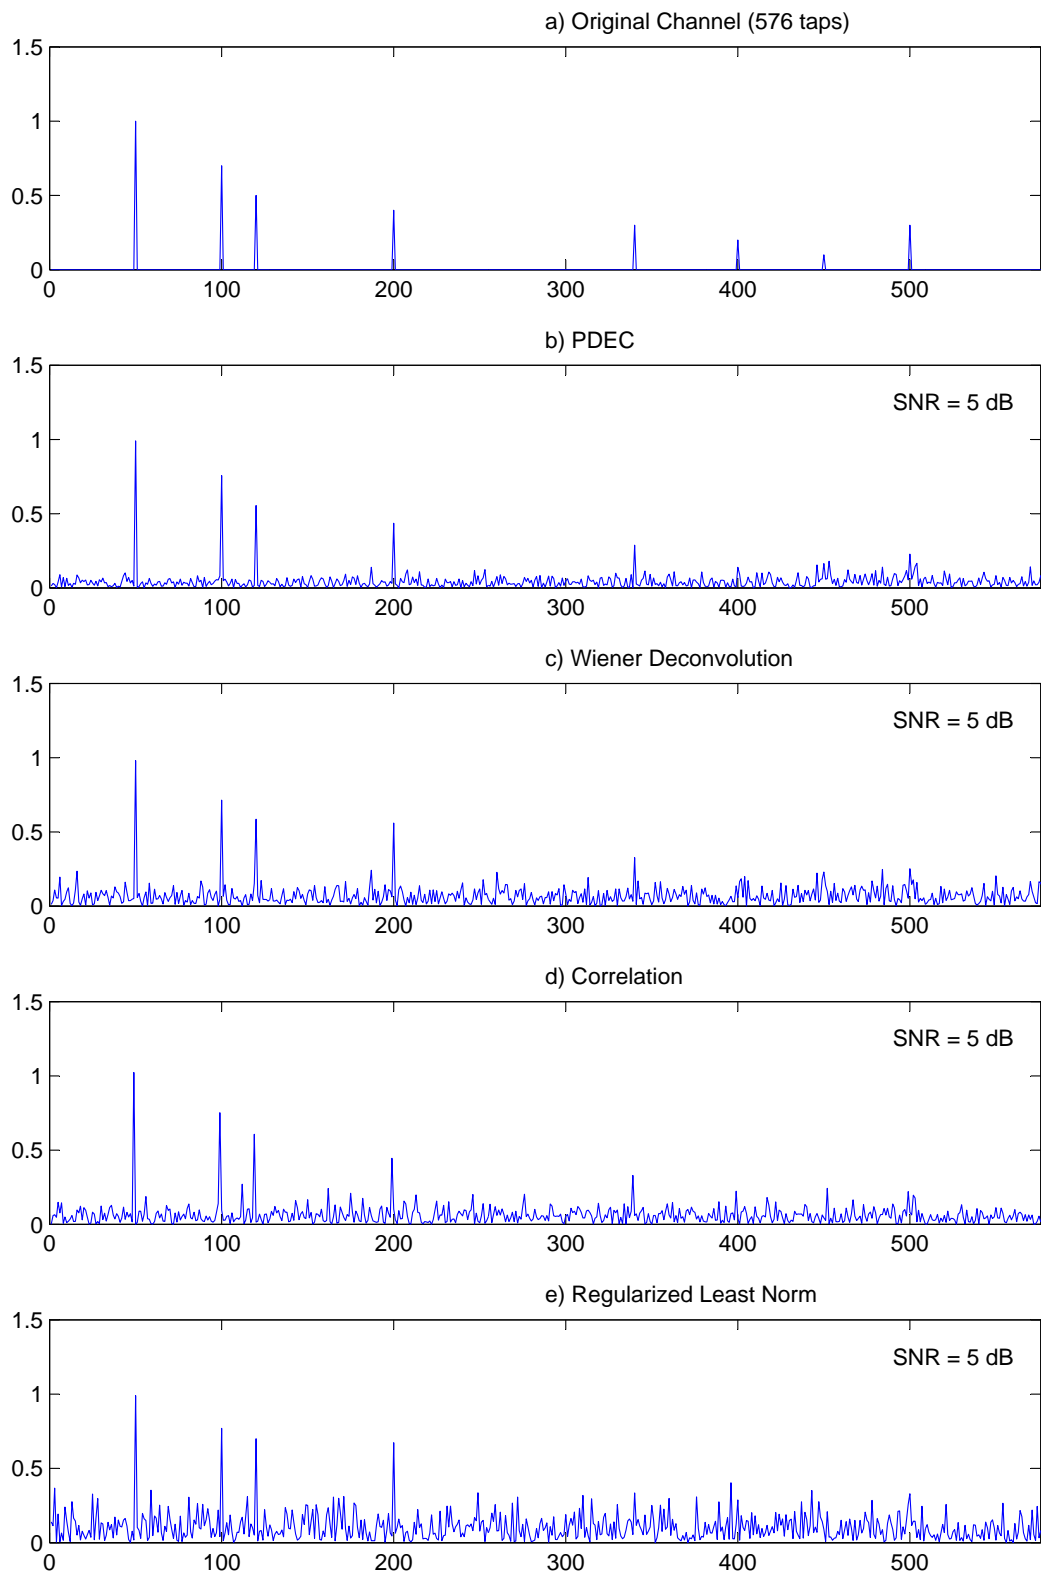 a) Original Channel (576 taps)
1.5
1
0.5
0
0 100 200 300 400 500
b) PDEC
1.5
SNR = 5 dB
1
0.5
0
0 100 200 300 400 500
c) Wiener Deconvolution
1.5
SNR = 5 dB
1
0.5
0
0 100 200 300 400 500
d) Correlation
1.5
SNR = 5 dB
1
0.5
0
0 100 200 300 400 500
e) Regularized Least Norm
1.5
SNR = 5 dB
1
0.5
0
0 100 200 300 400 500